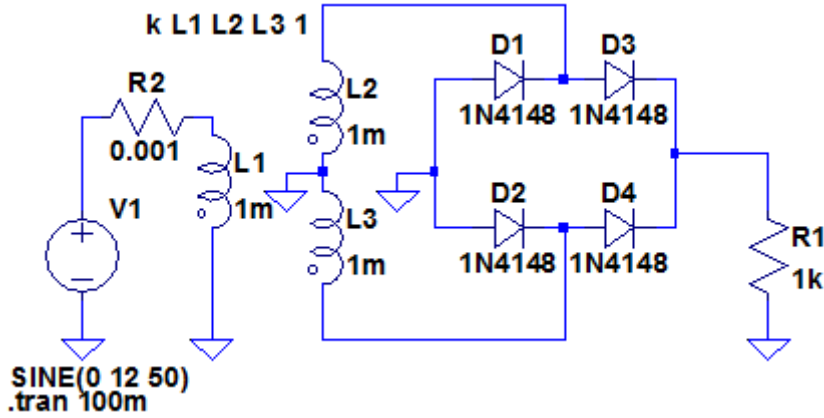 k L1 L2 L3 1
R2
0.001
V1
SINE(0 12 50)
.tran 100m
L1
1m
L2
1m
L3
1m
D1
1N4148
D3
1N4148
D2
1N4148
D4
1N4148
R1
1k